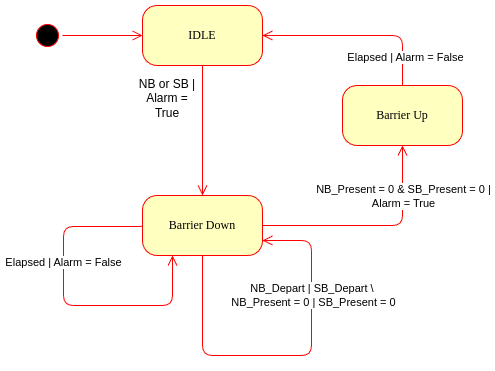 IDLE
Elapsed | Alarm = False
NB or SB |
Alarm =
True
Barrier Up
NB_Present = 0 & SB_Present = 0 |
Alarm = True
Barrier Down
Elapsed | Alarm = False
NB_Depart | SB_Depart \
NB_Present = 0 | SB_Present = 0